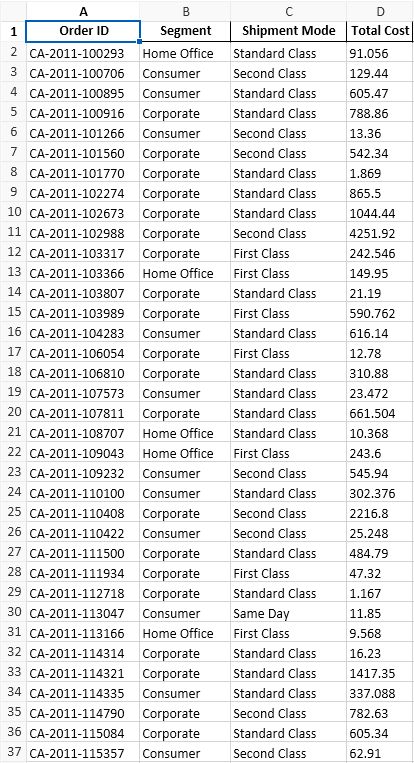 A B C D
1 Order ID Segment Shipment Mode Total Cost
2 CA-2011-100293 Home Office Standard Class 91.056
3 CA-2011-100706 Consumer Second Class 129.44
4 CA-2011-100895 Consumer Standard Class 605.47
5 CA-2011-100916 Corporate Standard Class 788.86
6 CA-2011-101266 Consumer Second Class 13.36
7 CA-2011-101560 Corporate Second Class 542.34
8 CA-2011-101770 Corporate Standard Class 1.869
9 CA-2011-102274 Corporate Standard Class 865.5
10 CA-2011-102673 Corporate Standard Class 1044.44
11 CA-2011-102988 Corporate Second Class 4251.92
12 CA-2011-103317 Corporate First Class 242.546
13 CA-2011-103366 Home Office First Class 149.95
14 CA-2011-103807 Corporate Standard Class 21.19
15 CA-2011-103989 Corporate First Class 590.762
16 CA-2011-104283 Consumer Standard Class 616.14
17 CA-2011-106054 Corporate First Class 12.78
18 CA-2011-106810 Corporate Standard Class 310.88
19 CA-2011-107573 Consumer Standard Class 23.472
20 CA-2011-107811 Corporate Standard Class 661.504
21 CA-2011-108707 Home Office Standard Class 10.368
22 CA-2011-109043 Home Office First Class 243.6
23 CA-2011-109232 Consumer Second Class 545.94
24 CA-2011-110100 Consumer Standard Class 302.376
25 CA-2011-110408 Corporate Second Class 2216.8
26 CA-2011-110422 Consumer Second Class 25.248
27 CA-2011-111500 Corporate Standard Class 484.79
28 CA-2011-111934 Corporate First Class 47.32
29 CA-2011-112718 Corporate Standard Class 1.167
30 CA-2011-113047 Consumer Same Day 11.85
31 CA-2011-113166 Home Office First Class 9.568
32 CA-2011-114314 Corporate Standard Class 16.23
33 CA-2011-114321 Corporate Standard Class 1417.35
34 CA-2011-114335 Consumer Standard Class 337.088
35 CA-2011-114790 Corporate Second Class 782.63
36 CA-2011-115084 Corporate Standard Class 605.34
37 CA-2011-115357 Consumer Second Class 62.91